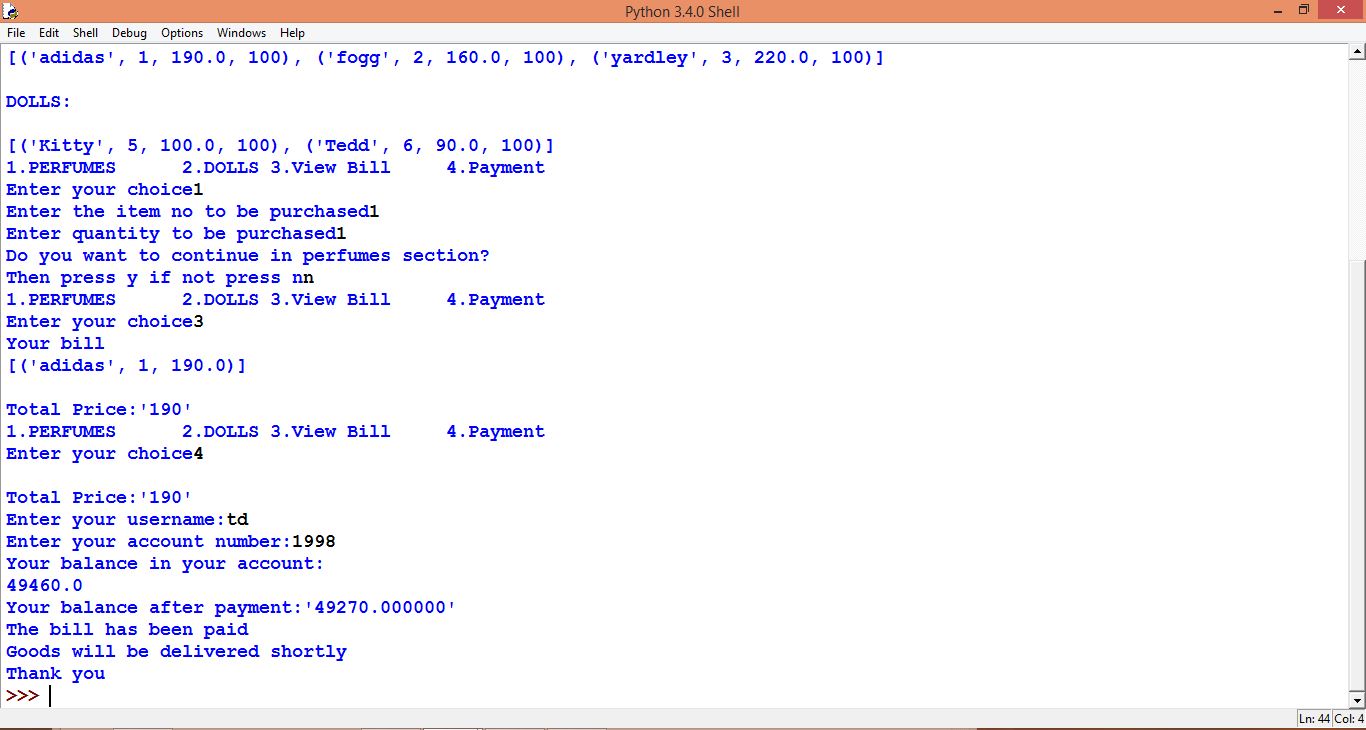 Python 3.4.0 Shell
File Edit Shell Debug Options Windows Help
[('adidas', 1, 190.0, 100), ('fogg', 2, 160.0, 100), ('yardley', 3, 220.0, 100)]
DOLLS:
[('Kitty', 5, 100.0, 100), ('Tedd', 6, 90.0, 100)]
1.PERFUMES      2.DOLLS 3.View Bill     4.Payment
Enter your choice1
Enter the item no to be purchased1
Enter quantity to be purchased1
Do you want to continue in perfumes section?
Then press y if not press nn
1.PERFUMES      2.DOLLS 3.View Bill     4.Payment
Enter your choice3
Your bill
[('adidas', 1, 190.0)]
Total Price:'190'
1.PERFUMES      2.DOLLS 3.View Bill     4.Payment
Enter your choice4
Total Price:'190'
Enter your username:td
Enter your account number:1998
Your balance in your account:
49460.0
Your balance after payment:'49270.000000'
The bill has been paid
Goods will be delivered shortly
Thank you
>>>
Ln: 44 Col: 4